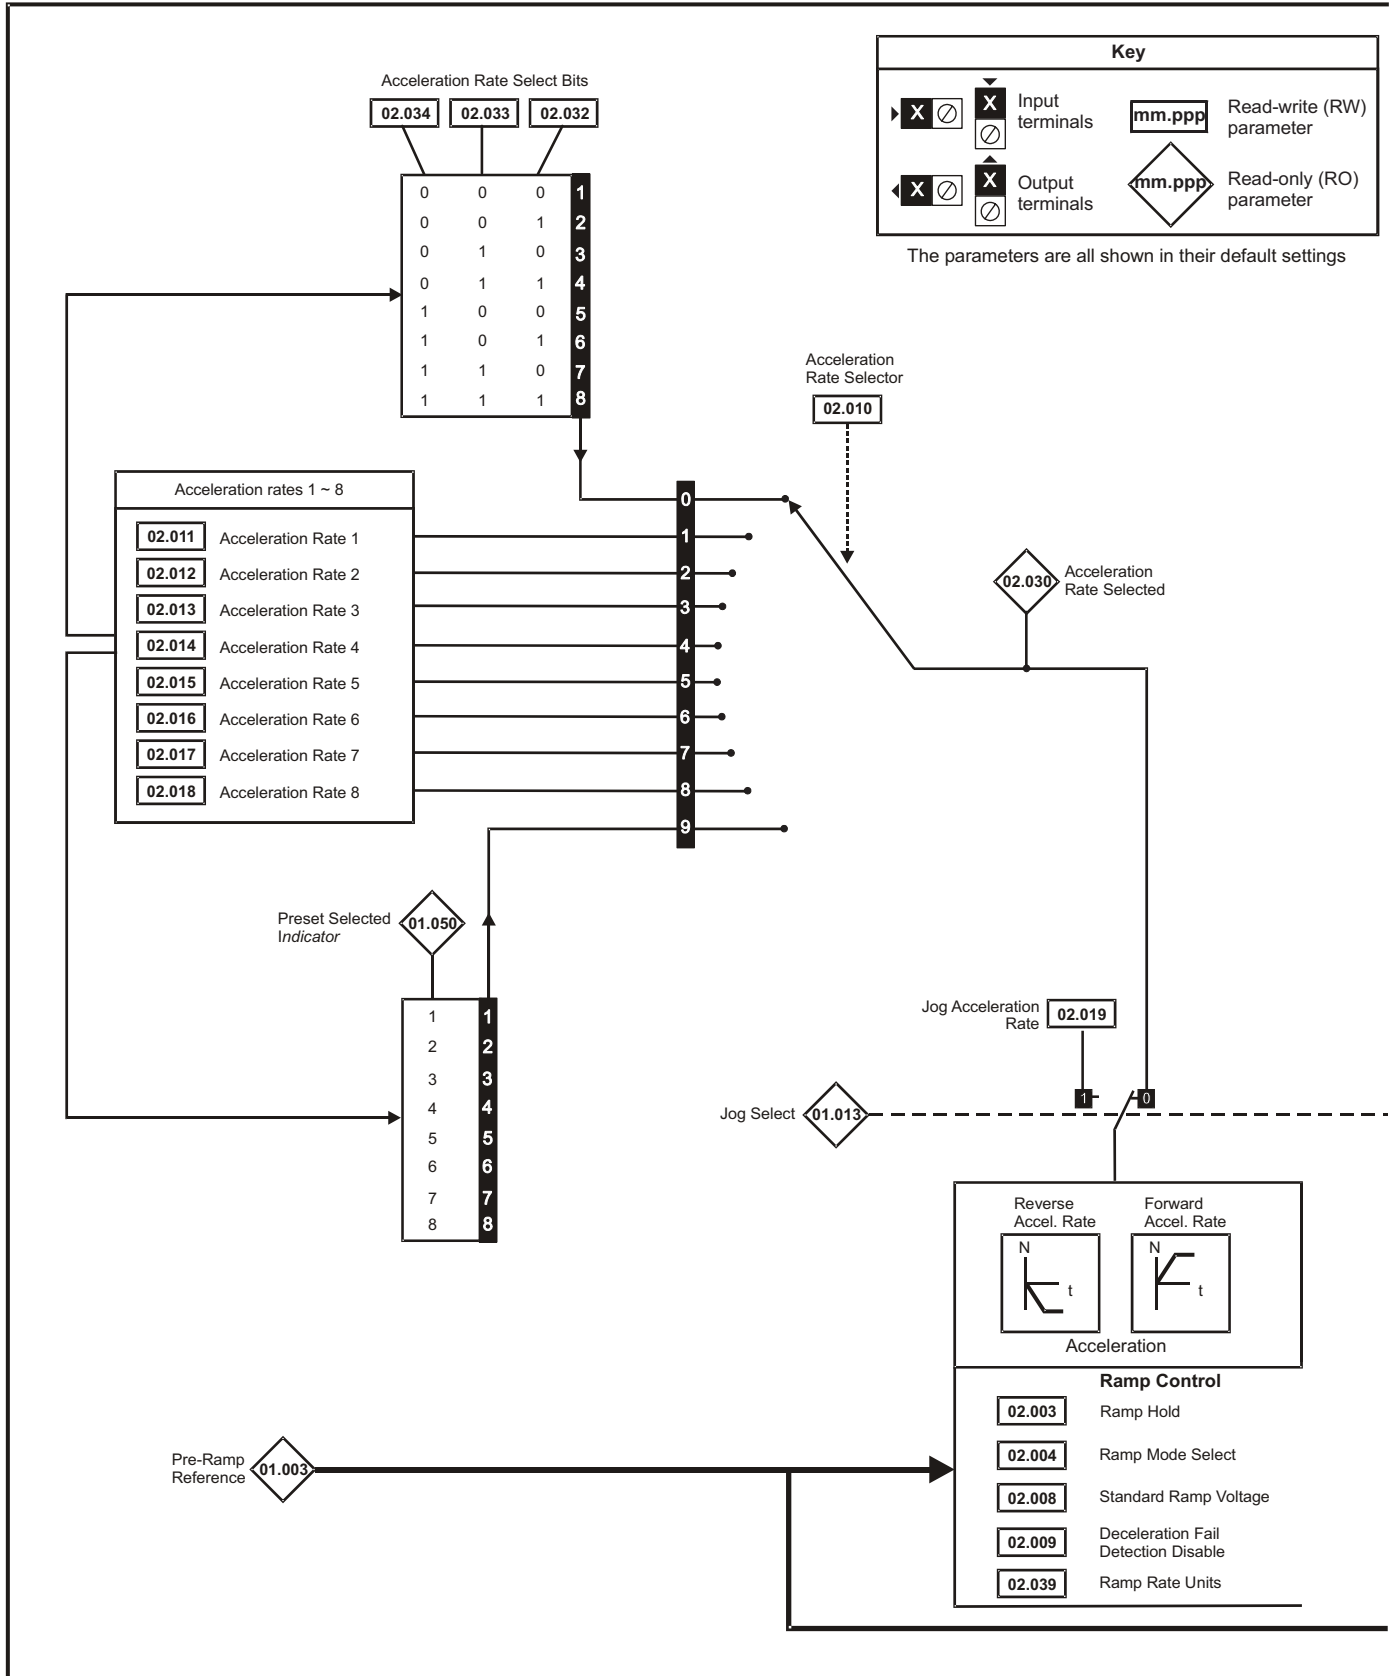 Key
X
X
Input
terminals
mm.ppp
Read-write (RW)
parameter
X
X
Output
terminals
mm.ppp
Read-only (RO)
parameter
The parameters are all shown in their default settings
Acceleration Rate Select Bits
02.034 02.033 02.032
0 0 0 1
0 0 1 2
0 1 0 3
0 1 1 4
1 0 0 5
1 0 1 6
1 1 0 7
1 1 1 8
Acceleration
Rate Selector
02.010
Acceleration rates 1 ~ 8
02.011 Acceleration Rate 1
02.012 Acceleration Rate 2
02.013 Acceleration Rate 3
02.014 Acceleration Rate 4
02.015 Acceleration Rate 5
02.016 Acceleration Rate 6
02.017 Acceleration Rate 7
02.018 Acceleration Rate 8
0
1
2
3
4
5
6
7
8
9
02.030
Acceleration
Rate Selected
Preset Selected
Indicator
01.050
1 1
2 2
3 3
4 4
5 5
6 6
7 7
8 8
Jog Acceleration
Rate
02.019
1 0
Jog Select 01.013
Reverse
Accel. Rate
N
t
Forward
Accel. Rate
N
t
Acceleration
Ramp Control
02.003 Ramp Hold
02.004 Ramp Mode Select
02.008 Standard Ramp Voltage
02.009 Deceleration Fail
Detection Disable
02.039 Ramp Rate Units
Pre-Ramp
Reference
01.003